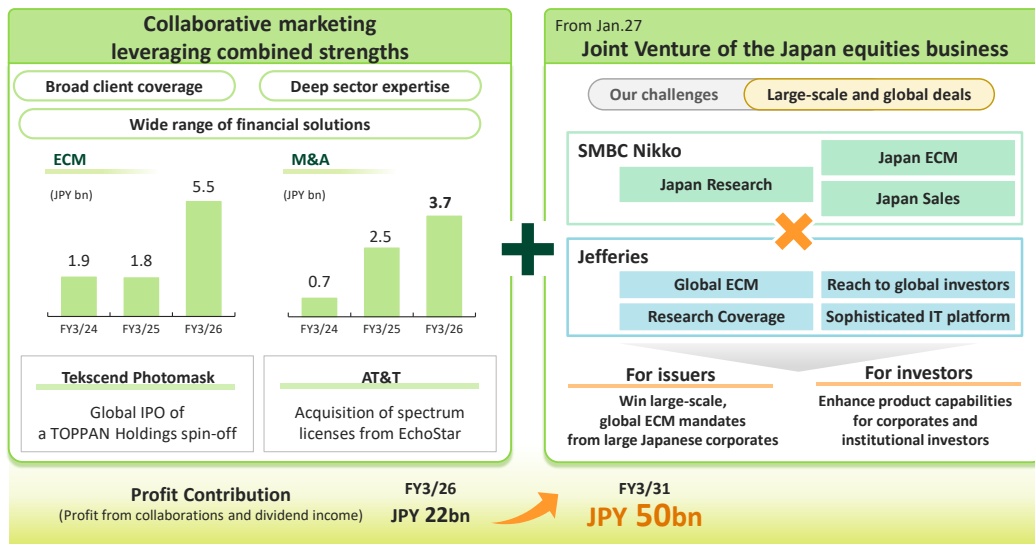 Collaborative marketing
leveraging combined strengths
Broad client coverage
Deep sector expertise
Wide range of financial solutions
ECM
(JPY bn)
1.9
1.8
5.5
FY3/24
FY3/25
FY3/26
M&A
(JPY bn)
0.7
2.5
3.7
FY3/24
FY3/25
FY3/26
Tekscend Photomask
Global IPO of
a TOPPAN Holdings spin-off
AT&T
Acquisition of spectrum
licenses from EchoStar
From Jan.27
Joint Venture of the Japan equities business
Our challenges
Large-scale and global deals
SMBC Nikko
Japan Research
Japan ECM
Japan Sales
Jefferies
Global ECM
Reach to global investors
Research Coverage
Sophisticated IT platform
For issuers
Win large-scale,
global ECM mandates
from large Japanese corporates
For investors
Enhance product capabilities
for corporates and
institutional investors
Profit Contribution
(Profit from collaborations and dividend income)
FY3/26
JPY 22bn
FY3/31
JPY 50bn